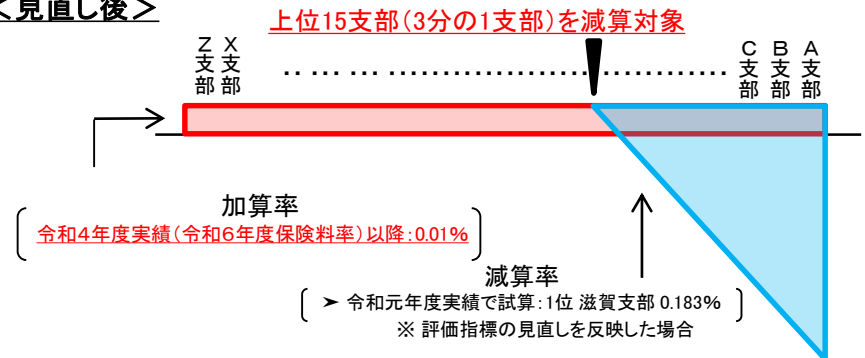 ＜見直し後＞
上位15支部（3分の1支部）を減算対象
Z支部
X支部
‥ … … ……………………………………
C支部
B支部
A支部
加算率
令和4年度実績（令和6年度保険料率）以降：0.01%
減算率
➤ 令和元年度実績で試算：1位 滋賀支部 0.183%
※ 評価指標の見直しを反映した場合